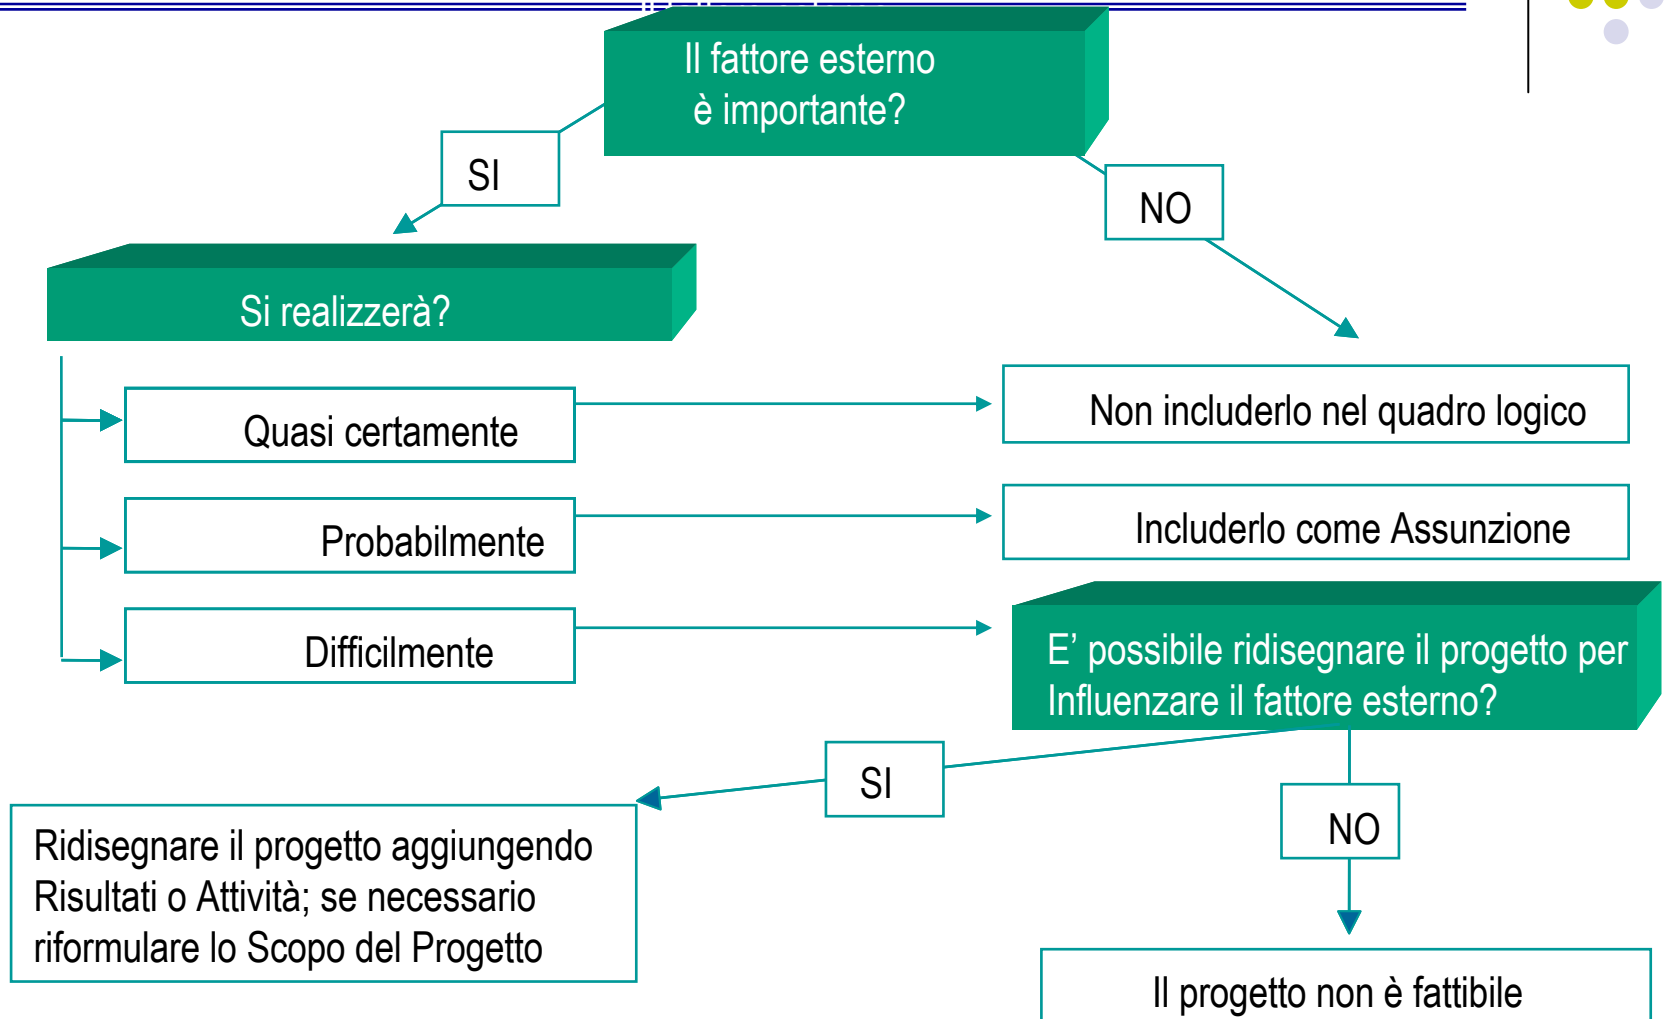 Il fattore esterno
è importante?
SI
NO
Si realizzerà?
Quasi certamente
Non includerlo nel quadro logico
Probabilmente
Includerlo come Assunzione
Difficilmente
E’ possibile ridisegnare il progetto per
Influenzare il fattore esterno?
SI
NO
Ridisegnare il progetto aggiungendo
Risultati o Attività; se necessario
riformulare lo Scopo del Progetto
Il progetto non è fattibile